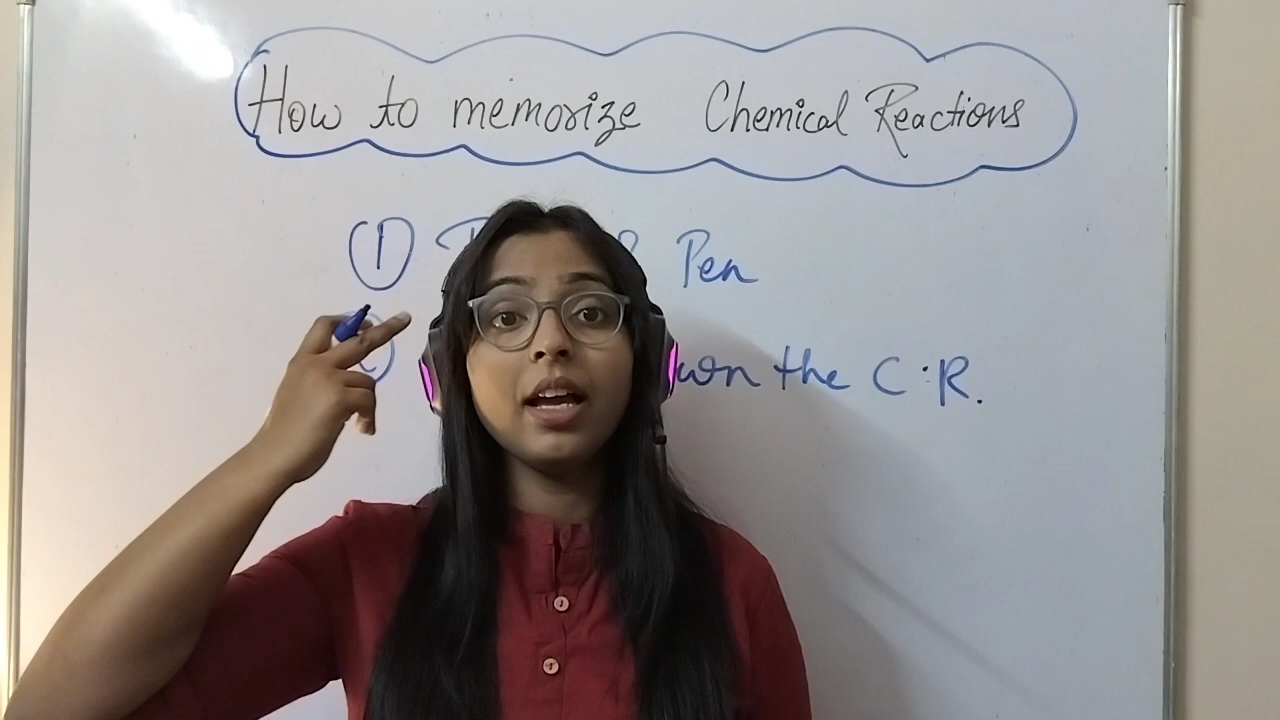 How to memorize Chemical Reactions
① Pen
the C.R.